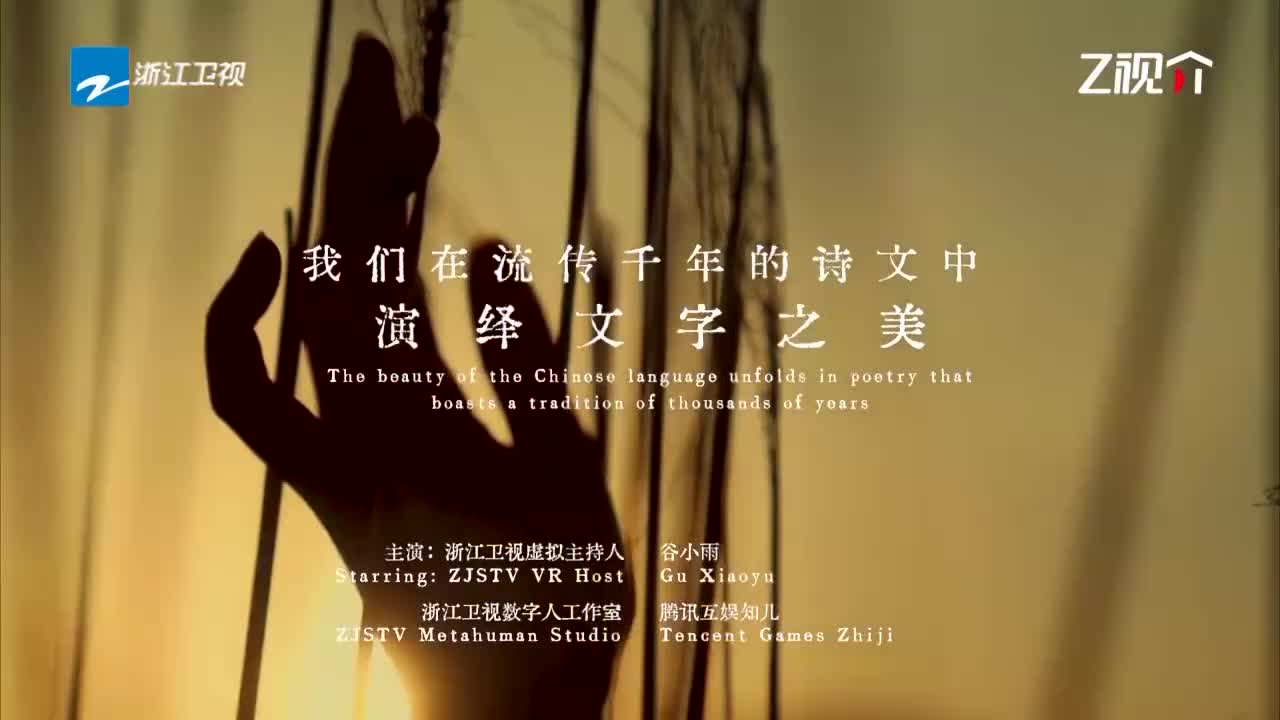 浙江卫视
Z视介
我们在流传千年的诗文中
演绎文字之美
The beauty of the Chinese language unfolds in poetry that
boasts a tradition of thousands of years
主演：浙江卫视虚拟主持人 谷小雨
Starring: ZJSTV VR Host Gu Xiaoyu
浙江卫视数字人工作室 腾讯互娱知几
ZJSTV Metahuman Studio Tencent Games Zhiji